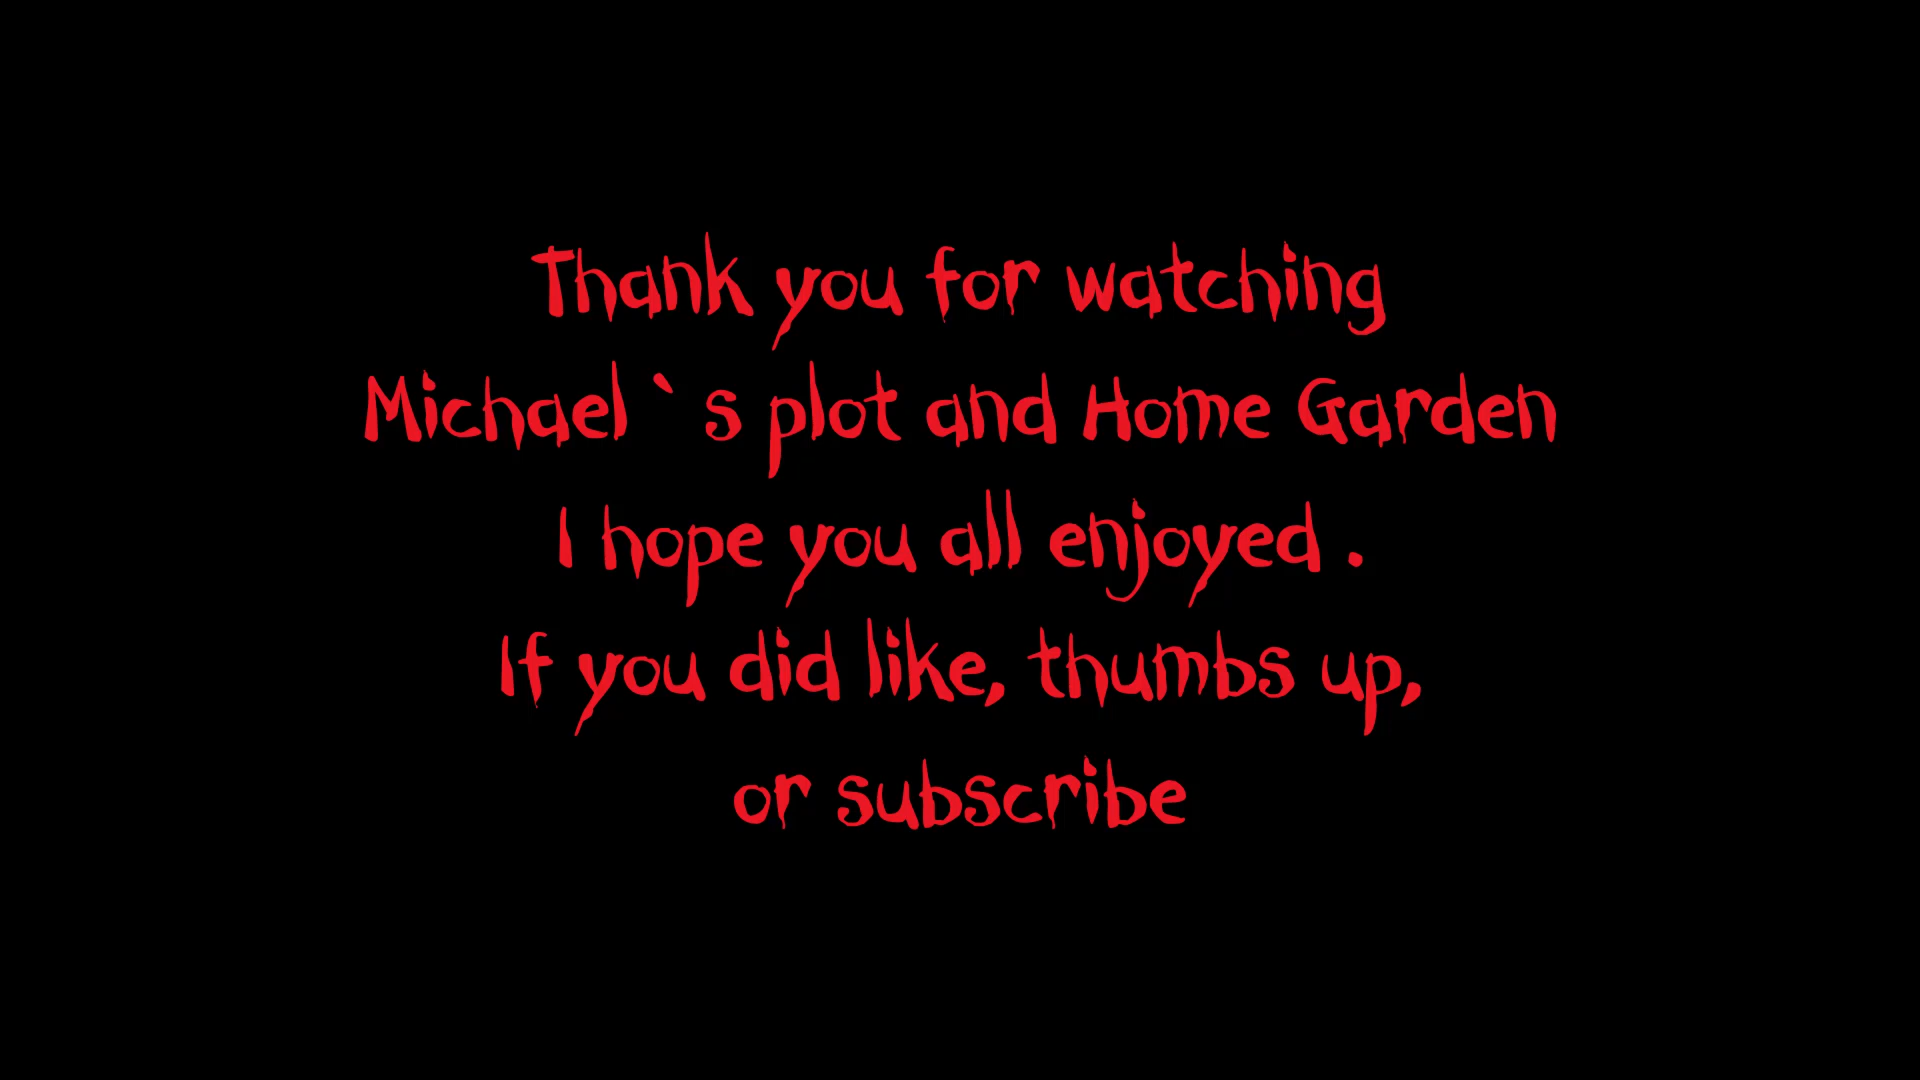 Thank you for watching
Michael `s plot and Home Garden
I hope you all enjoyed .
If you did like, thumbs up,
or subscribe